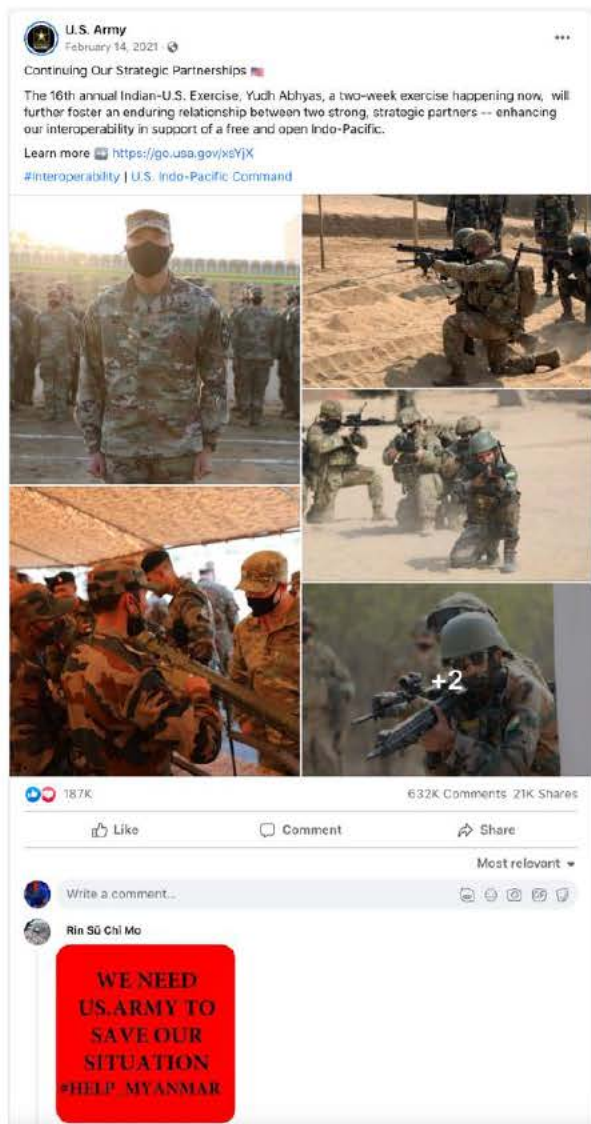 U.S. Army
February 14, 2021 ·
Continuing Our Strategic Partnerships
The 16th annual Indian-U.S. Exercise, Yudh Abhyas, a two-week exercise happening now, will
further foster an enduring relationship between two strong, strategic partners -- enhancing
our interoperability in support of a free and open Indo-Pacific.
Learn more https://go.usa.gov/xsYjX
#Interoperability | U.S. Indo-Pacific Command
+2
187K
632K Comments 21K Shares
Like Comment Share
Most relevant
Write a comment...
GIF
Rin Sü Chi Mo
WE NEED
US.ARMY TO
SAVE OUR
SITUATION
#HELP_MYANMAR